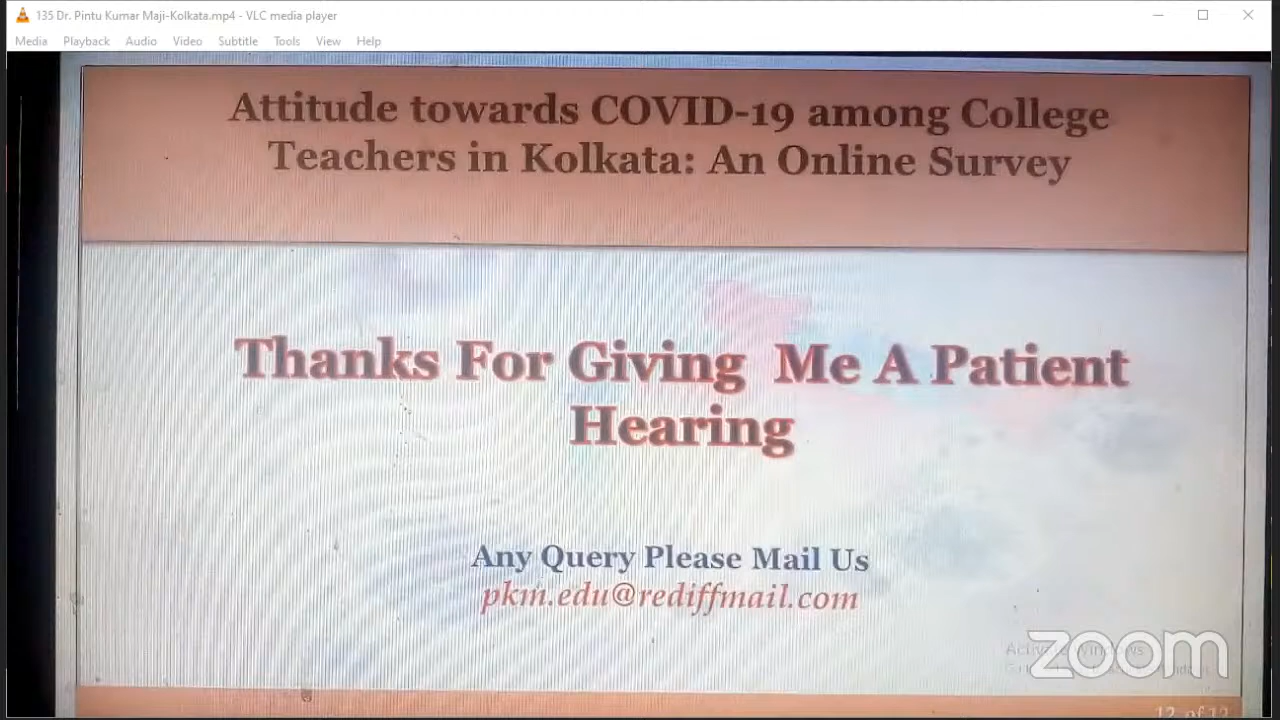 135 Dr. Pintu Kumar Maji-Kolkata.mp4 - VLC media player
Media Playback Audio Video Subtitle Tools View Help
Attitude towards COVID-19 among College
Teachers in Kolkata: An Online Survey
Thanks For Giving Me A Patient
Hearing
Any Query Please Mail Us
pkm.edu@rediffmail.com
Activate Windows
zoom